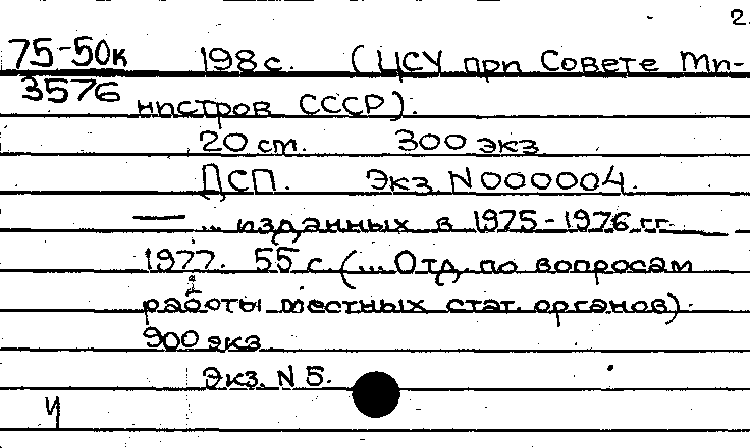 2.
75-50к 198 с. (ЦСУ при Совете Ми-
3576 нистров СССР).
20 см. 300 экз.
ДСП. Экз. N 000004.
— ... изданных в 1975-1976 гг.
1977. 55 с. (... Отд. по вопросам
работы местных стат. органов).
900 экз.
Экз. N 5.
Ч